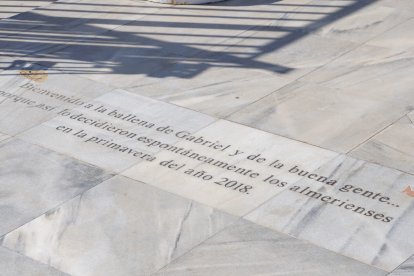 Bienvenido a la ballena de Gabriel y de la buena gente...
porque así lo decidieron espontáneamente los almerienses
en la primavera del año 2018.